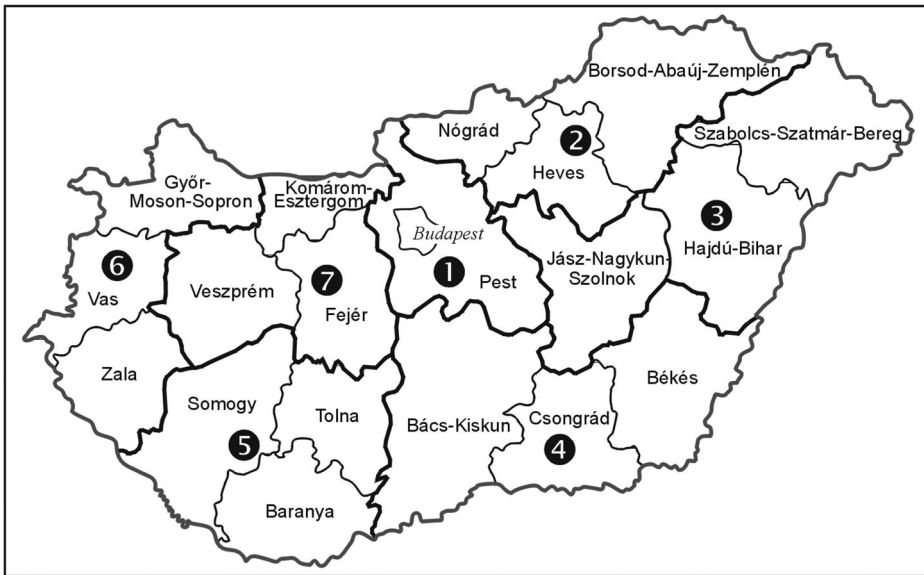 Borsod-Abaúj-Zemplén
Nógrád
Szabolcs-Szatmár-Bereg
2
Heves
Győr-
Moson-Sopron
Komárom-
Esztergom
3
Budapest
Hajdú-Bihar
6
Vas
Veszprém
7
Fejér
1
Pest
Jász-Nagykun-
Szolnok
Zala
Somogy
5
Tolna
Bács-Kiskun
Csongrád
4
Békés
Baranya